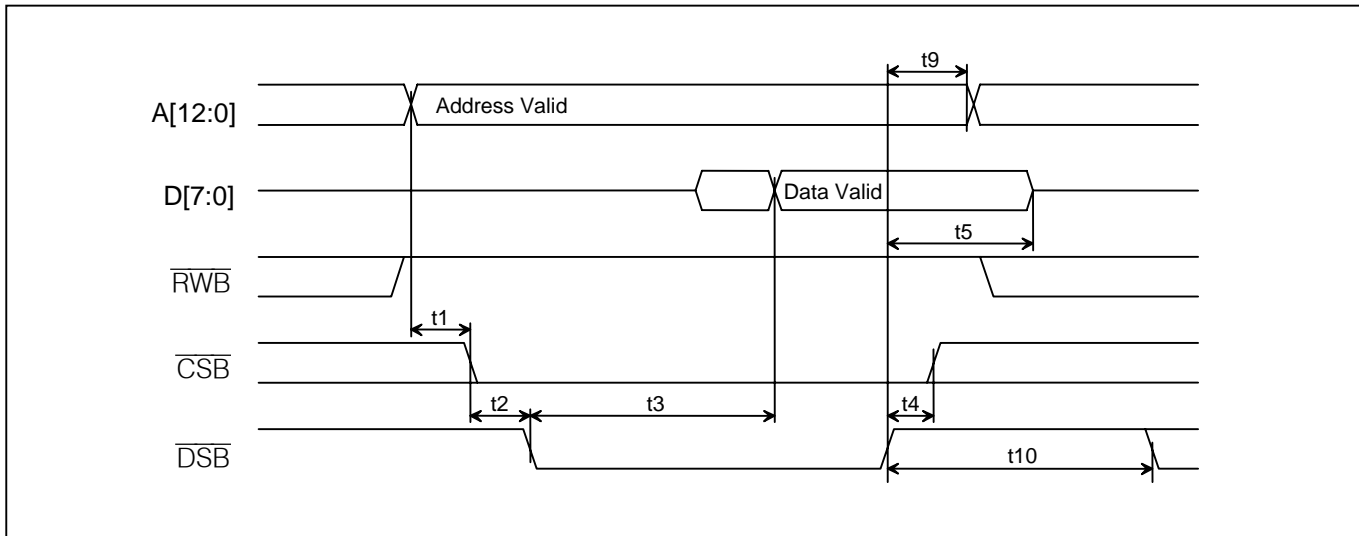 t9
A[12:0]
Address Valid
D[7:0]
Data Valid
t5
RWB
t1
CSB
t2
t3
t4
DSB
t10